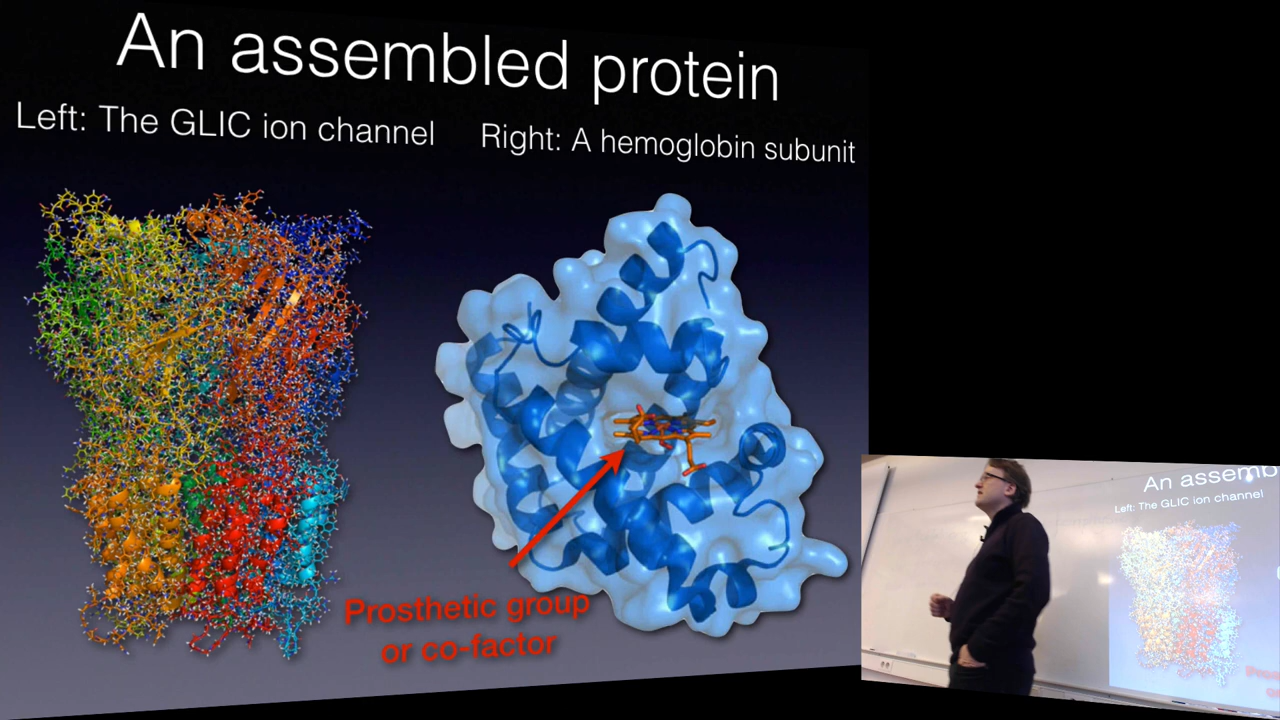 An assembled protein
Left: The GLIC ion channel
Right: A hemoglobin subunit
Prosthetic group
or co-factor
An assemb
Left: The GLIC ion channel